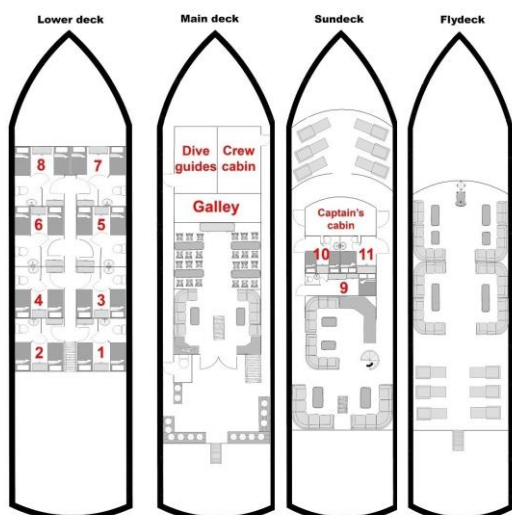 Lower deck
Main deck
Sundeck
Flydeck
8
7
6
5
4
3
2
1
Dive
guides
Crew
cabin
Galley
Captain's
cabin
10
11
9